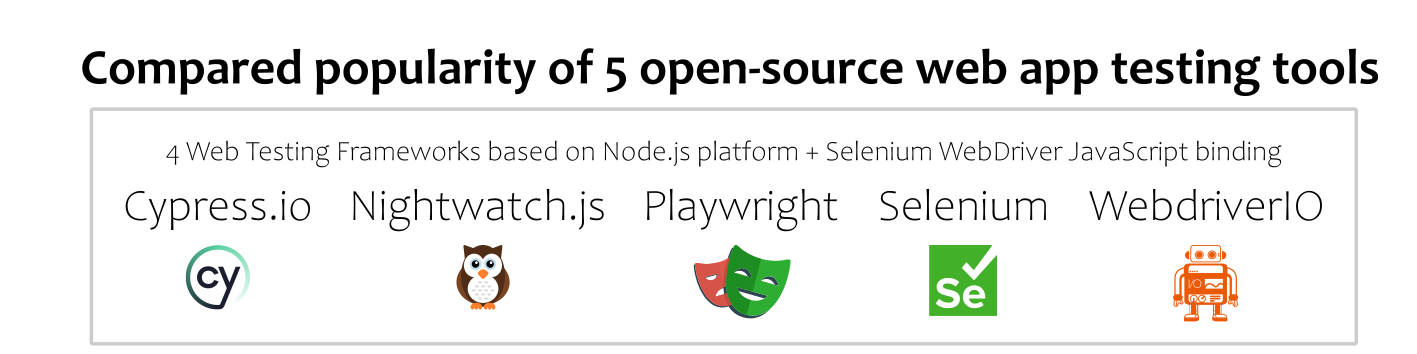 Compared popularity of 5 open-source web app testing tools
4 Web Testing Frameworks based on Node.js platform + Selenium WebDriver JavaScript binding
Cypress.io Nightwatch.js Playwright Selenium WebdriverIO
cy Se I/O